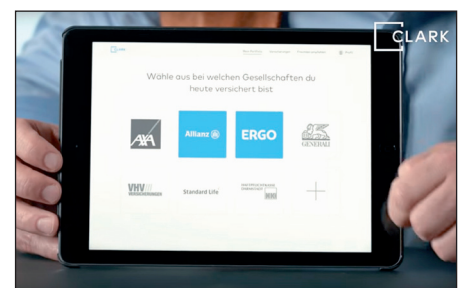 CLARK
Wähle aus bei welchen Gesellschaften du
heute versichert bist
AXA
Allianz
ERGO
GENERALI
VHV
Standard Life